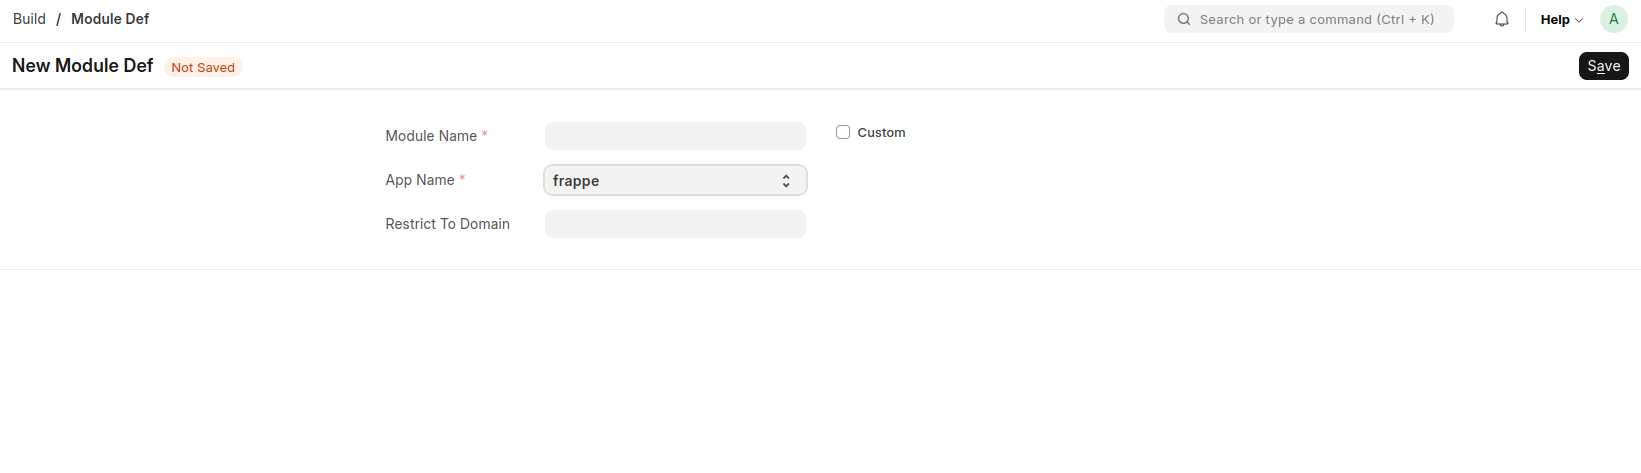 Build / Module Def
Search or type a command (Ctrl + K)
Help
A
New Module Def
Not Saved
Save
Module Name *
Custom
App Name *
frappe
Restrict To Domain